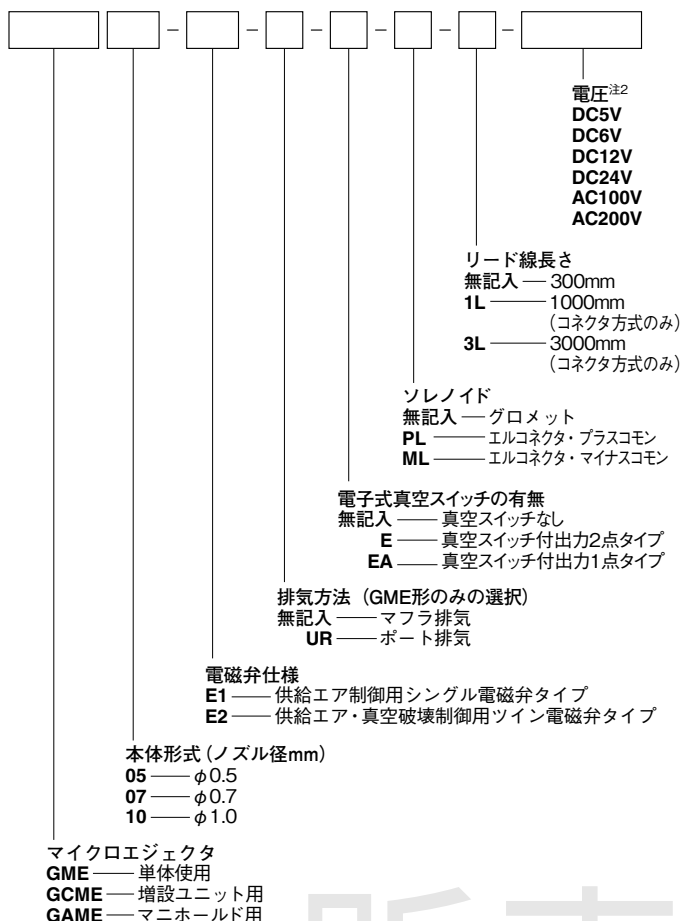 電圧注2
DC5V
DC6V
DC12V
DC24V
AC100V
AC200V
リード線長さ
無記入 — 300mm
1L — 1000mm
(コネクタ方式のみ)
3L — 3000mm
(コネクタ方式のみ)
ソレノイド
無記入 — グロメット
PL — エルコネクタ・プラスコモン
ML — エルコネクタ・マイナスコモン
電子式真空スイッチの有無
無記入 — 真空スイッチなし
E — 真空スイッチ付出力2点タイプ
EA — 真空スイッチ付出力1点タイプ
排気方法(GME形のみの選択)
無記入 — マフラ排気
UR — ポート排気
電磁弁仕様
E1 — 供給エア制御用シングル電磁弁タイプ
E2 — 供給エア・真空破壊制御用ツイン電磁弁タイプ
本体形式(ノズル径mm)
05 — φ0.5
07 — φ0.7
10 — φ1.0
マイクロエジェクタ
GME — 単体使用
GCME — 増設ユニット用
GAME — マニホールド用